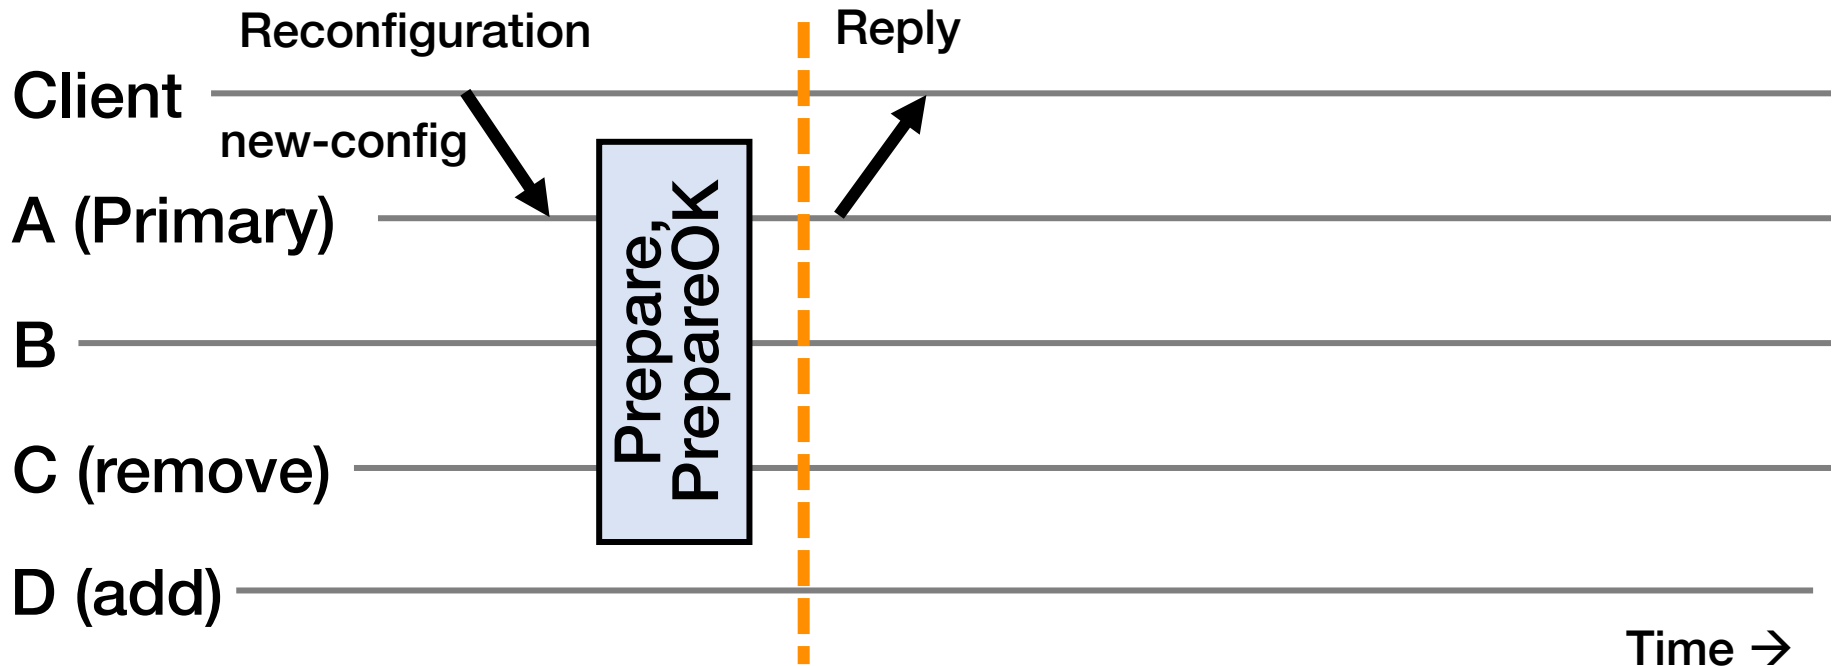 Reconfiguration
Reply
Client
new-config
A (Primary)
Prepare,
PrepareOK
B
C (remove)
D (add)
Time →